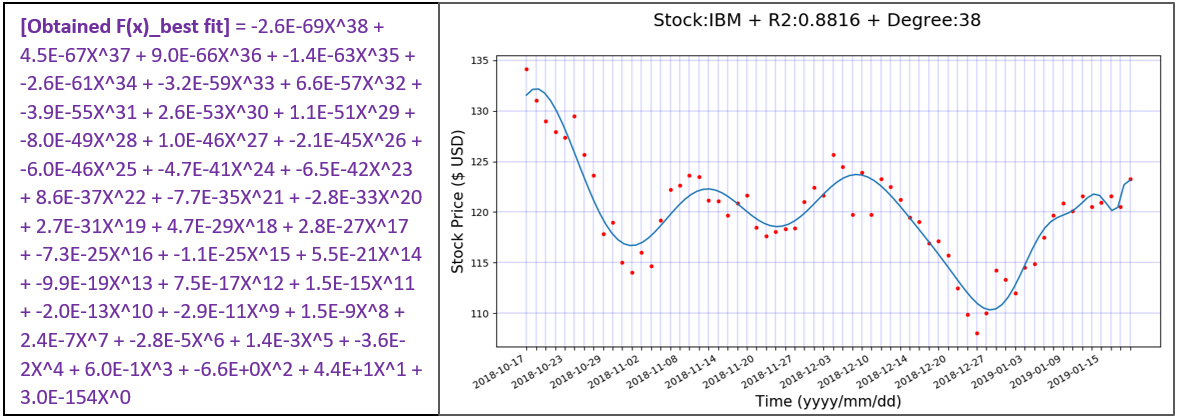 [Obtained F(x)_best fit] = -2.6E-69X^38 +
4.5E-67X^37 + 9.0E-66X^36 + -1.4E-63X^35 +
-2.6E-61X^34 + -3.2E-59X^33 + 6.6E-57X^32 +
-3.9E-55X^31 + 2.6E-53X^30 + 1.1E-51X^29 +
-8.0E-49X^28 + 1.0E-46X^27 + -2.1E-45X^26 +
-6.0E-46X^25 + -4.7E-41X^24 + -6.5E-42X^23
+ 8.6E-37X^22 + -7.7E-35X^21 + -2.8E-33X^20
+ 2.7E-31X^19 + 4.7E-29X^18 + 2.8E-27X^17
+ -7.3E-25X^16 + -1.1E-25X^15 + 5.5E-21X^14
+ -9.9E-19X^13 + 7.5E-17X^12 + 1.5E-15X^11
+ -2.0E-13X^10 + -2.9E-11X^9 + 1.5E-9X^8 +
2.4E-7X^7 + -2.8E-5X^6 + 1.4E-3X^5 + -3.6E-
2X^4 + 6.0E-1X^3 + -6.6E+0X^2 + 4.4E+1X^1 +
3.0E-154X^0
Stock:IBM + R2:0.8816 + Degree:38
Stock Price ($ USD)
135
130
125
120
115
110
2018-10-17
2018-10-23
2018-10-29
2018-11-02
2018-11-08
2018-11-14
2018-11-20
2018-11-27
2018-12-03
2018-12-10
2018-12-14
2018-12-20
2018-12-27
2019-01-03
2019-01-09
2019-01-15
Time (yyyy/mm/dd)